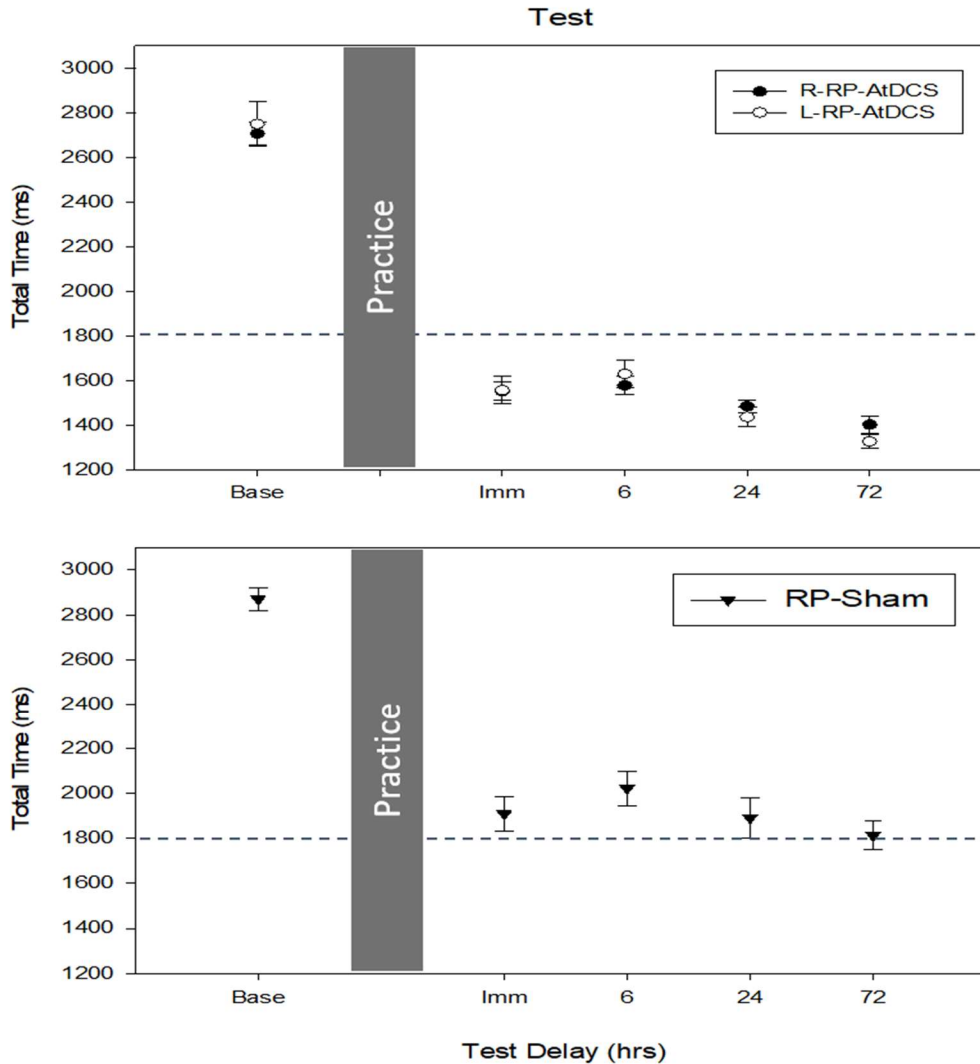 Test
Total Time (ms)
3000
2800
2600
2400
2200
2000
1800
1600
1400
1200
R-RP-AtDCS
L-RP-AtDCS
Practice
Base
Imm
6
24
72
Total Time (ms)
3000
2800
2600
2400
2200
2000
1800
1600
1400
1200
RP-Sham
Practice
Base
Imm
6
24
72
Test Delay (hrs)